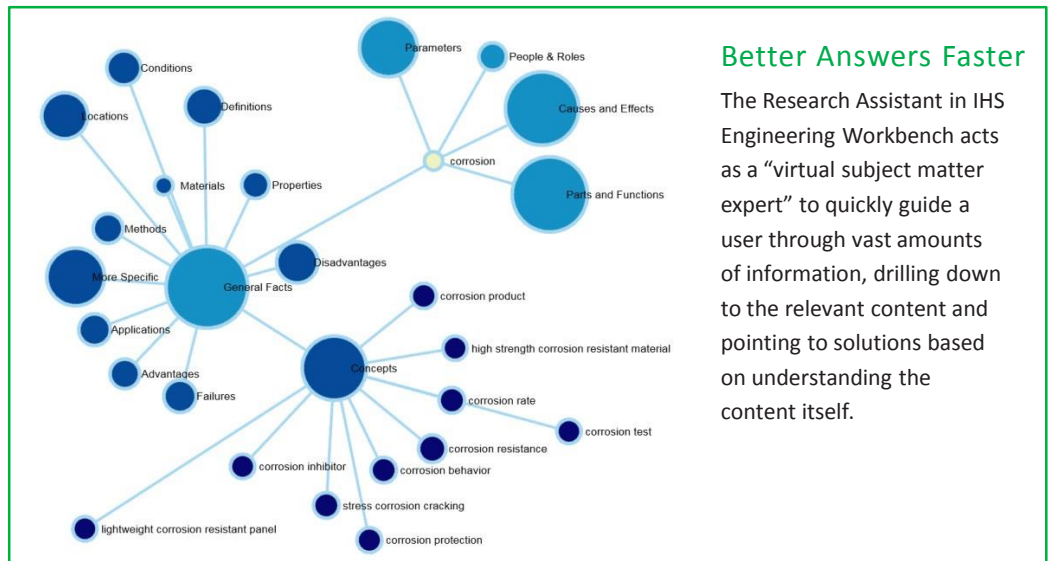 Parameters
People & Roles
Conditions
Causes and Effects
Definitions
Locations
corrosion
Materials
Properties
Parts and Functions
Methods
Disadvantages
More Specific
General Facts
corrosion product
Applications
high strength corrosion resistant material
Advantages
Concepts
Failures
corrosion rate
corrosion test
corrosion resistance
corrosion inhibitor
corrosion behavior
stress corrosion cracking
lightweight corrosion resistant panel
corrosion protection
Better Answers Faster
The Research Assistant in IHS
Engineering Workbench acts
as a “virtual subject matter
expert” to quickly guide a
user through vast amounts
of information, drilling down
to the relevant content and
pointing to solutions based
on understanding the
content itself.